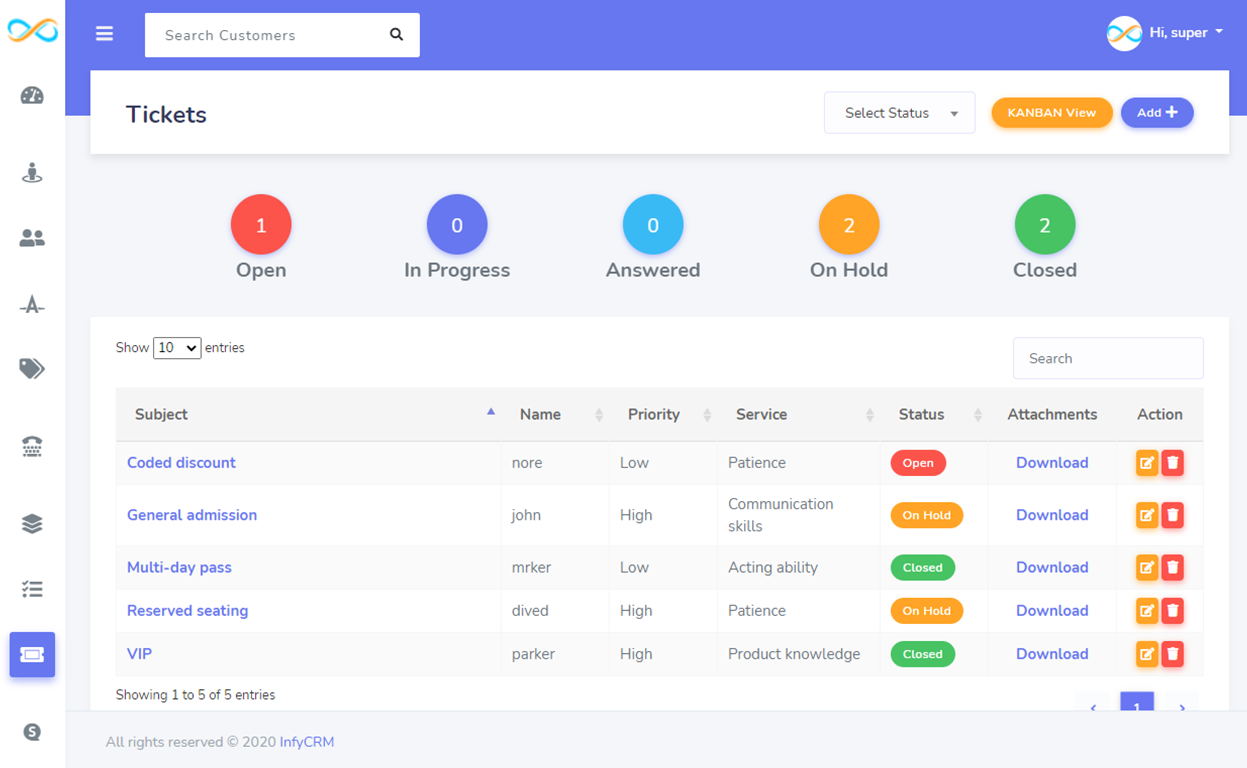 Search Customers
Hi, super
Tickets
Select Status
KANBAN View
Add
1
0
0
2
2
Open
In Progress
Answered
On Hold
Closed
Show 10 entries
Search
Subject Name Priority Service Status Attachments Action
Coded discount nore Low Patience Open Download
General admission john High Communication skills On Hold Download
Multi-day pass mrker Low Acting ability Closed Download
Reserved seating dived High Patience On Hold Download
VIP parker High Product knowledge Closed Download
Showing 1 to 5 of 5 entries
‹ 1 ›
S
All rights reserved © 2020 InfyCRM